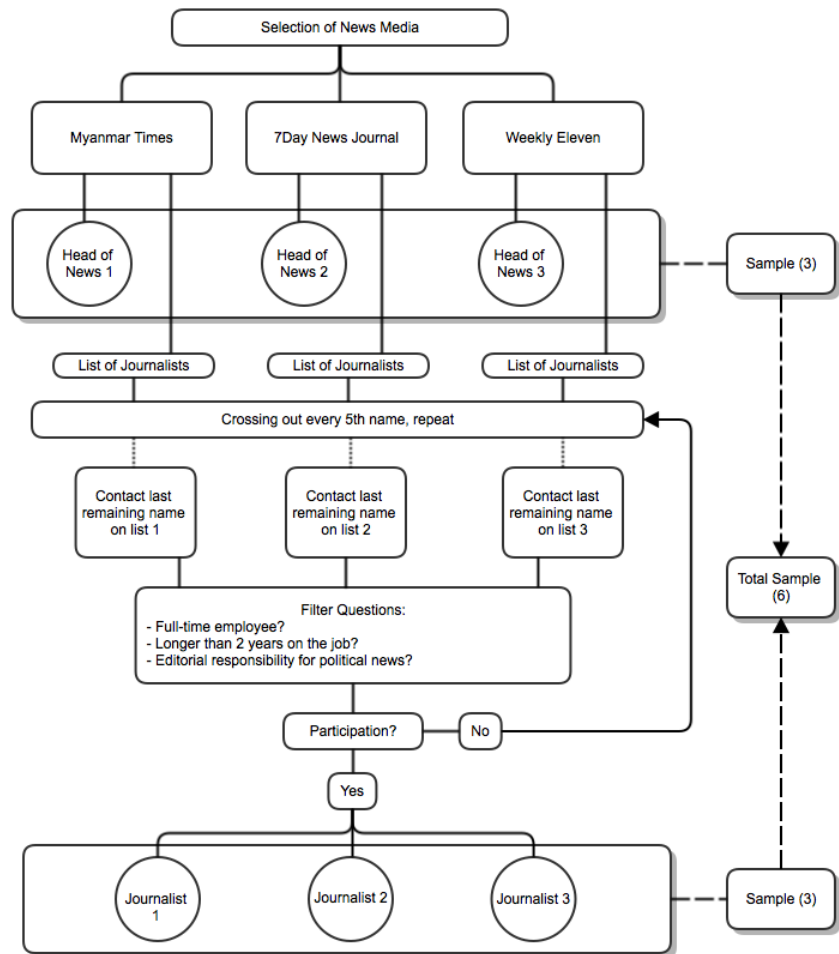 Selection of News Media
Myanmar Times
7Day News Journal
Weekly Eleven
Head of
News 1
Head of
News 2
Head of
News 3
Sample (3)
List of Journalists
List of Journalists
List of Journalists
Crossing out every 5th name, repeat
Contact last
remaining name
on list 1
Contact last
remaining name
on list 2
Contact last
remaining name
on list 3
Total Sample
(6)
Filter Questions:
- Full-time employee?
- Longer than 2 years on the job?
- Editorial responsibility for political news?
Participation?
No
Yes
Journalist
1
Journalist 2
Journalist 3
Sample (3)